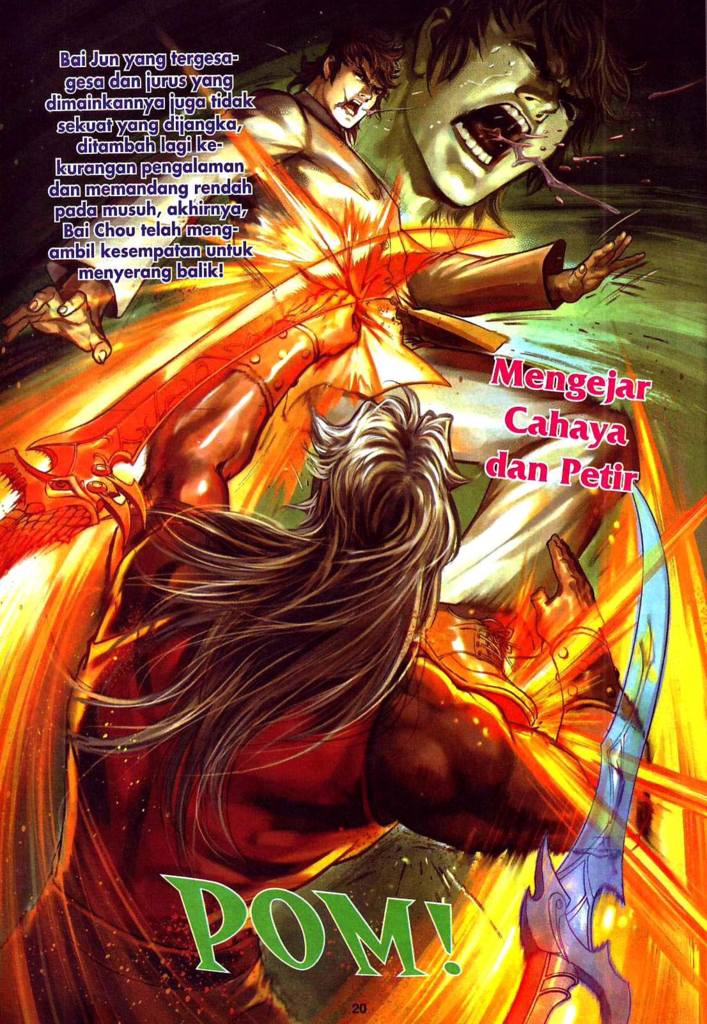 Bai Jun yang tergesa-
gesa dan jurus yang
dimainkannya juga tidak
sekuat yang dijangka,
ditambah lagi ke-
kurangan pengalaman
dan memandang rendah
pada musuh, akhirnya,
Bai Chou telah meng-
ambil kesempatan untuk
menyerang balik!
Mengejar
Cahaya
dan Petir
POM!
20